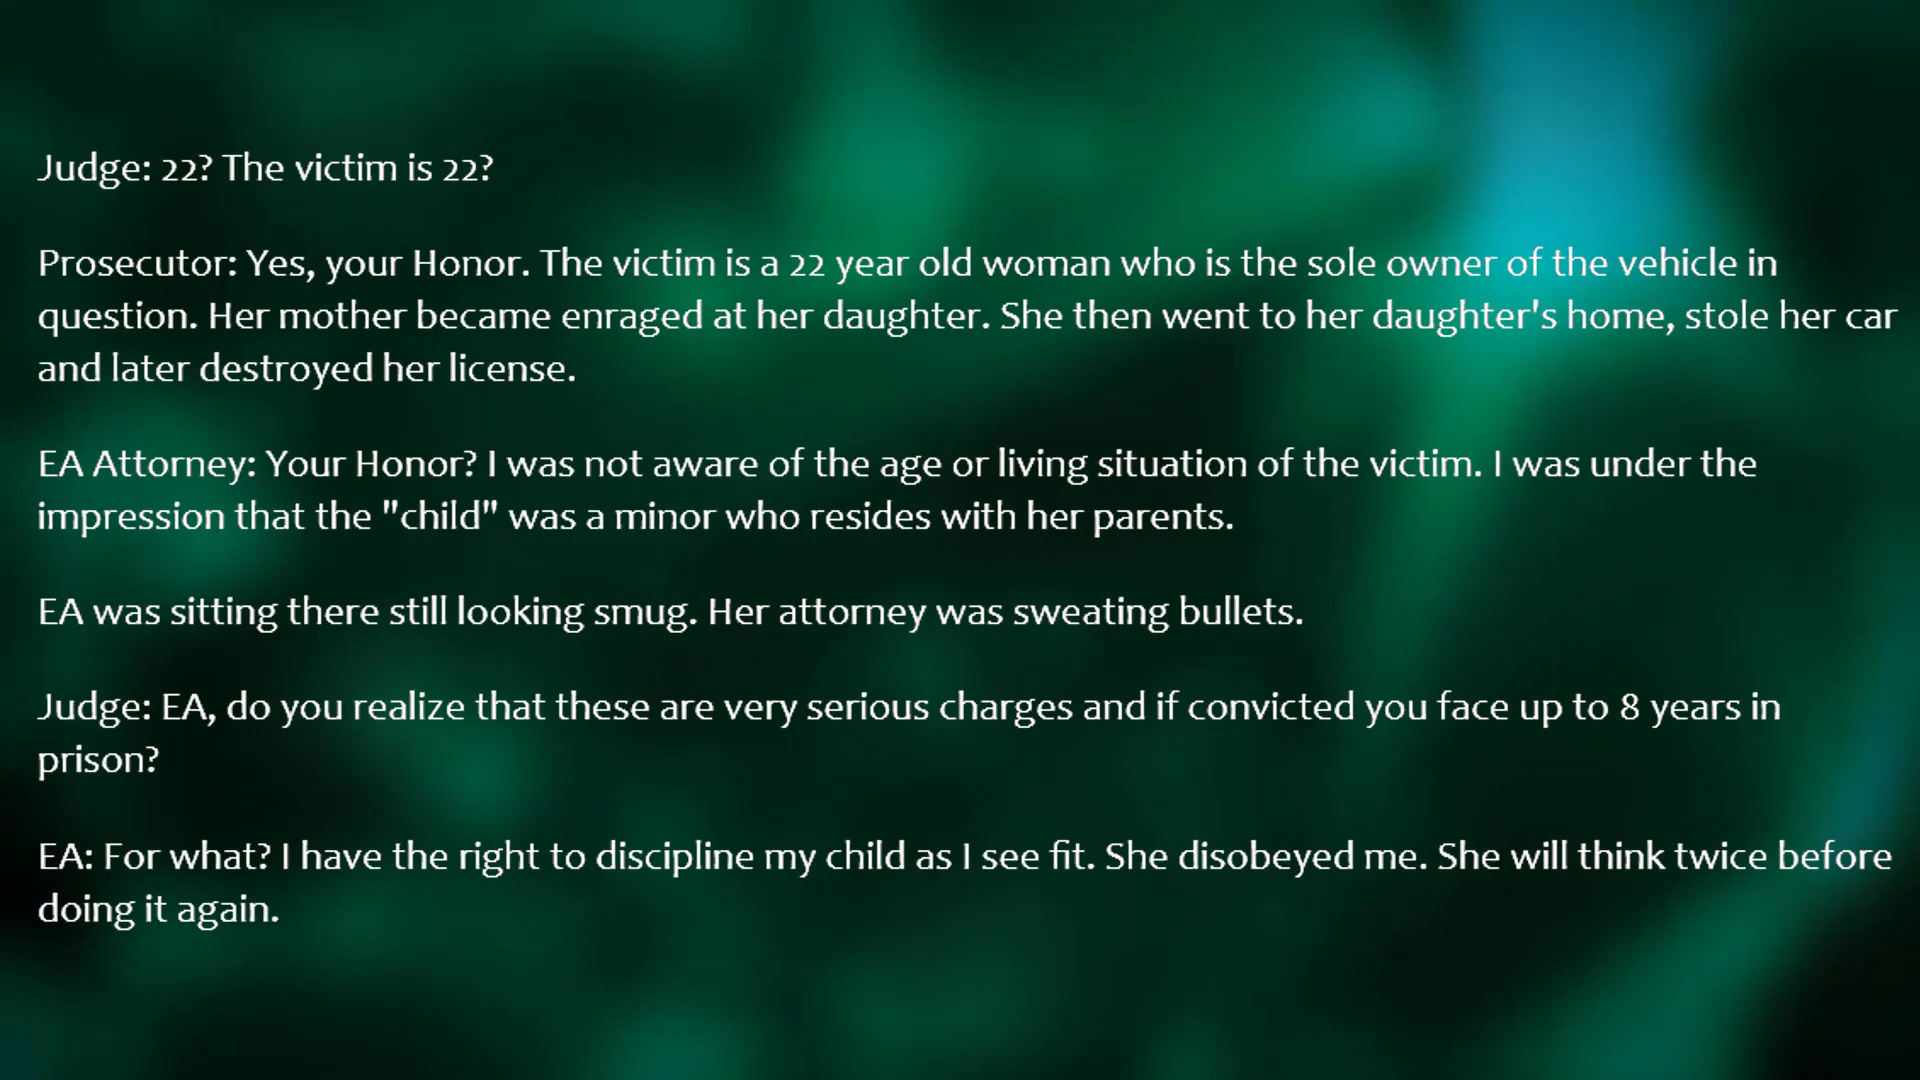 Judge: 22? The victim is 22?
Prosecutor: Yes, your Honor. The victim is a 22 year old woman who is the sole owner of the vehicle in
question. Her mother became enraged at her daughter. She then went to her daughter's home, stole her car
and later destroyed her license.
EA Attorney: Your Honor? I was not aware of the age or living situation of the victim. I was under the
impression that the "child" was a minor who resides with her parents.
EA was sitting there still looking smug. Her attorney was sweating bullets.
Judge: EA, do you realize that these are very serious charges and if convicted you face up to 8 years in
prison?
EA: For what? I have the right to discipline my child as I see fit. She disobeyed me. She will think twice before
doing it again.